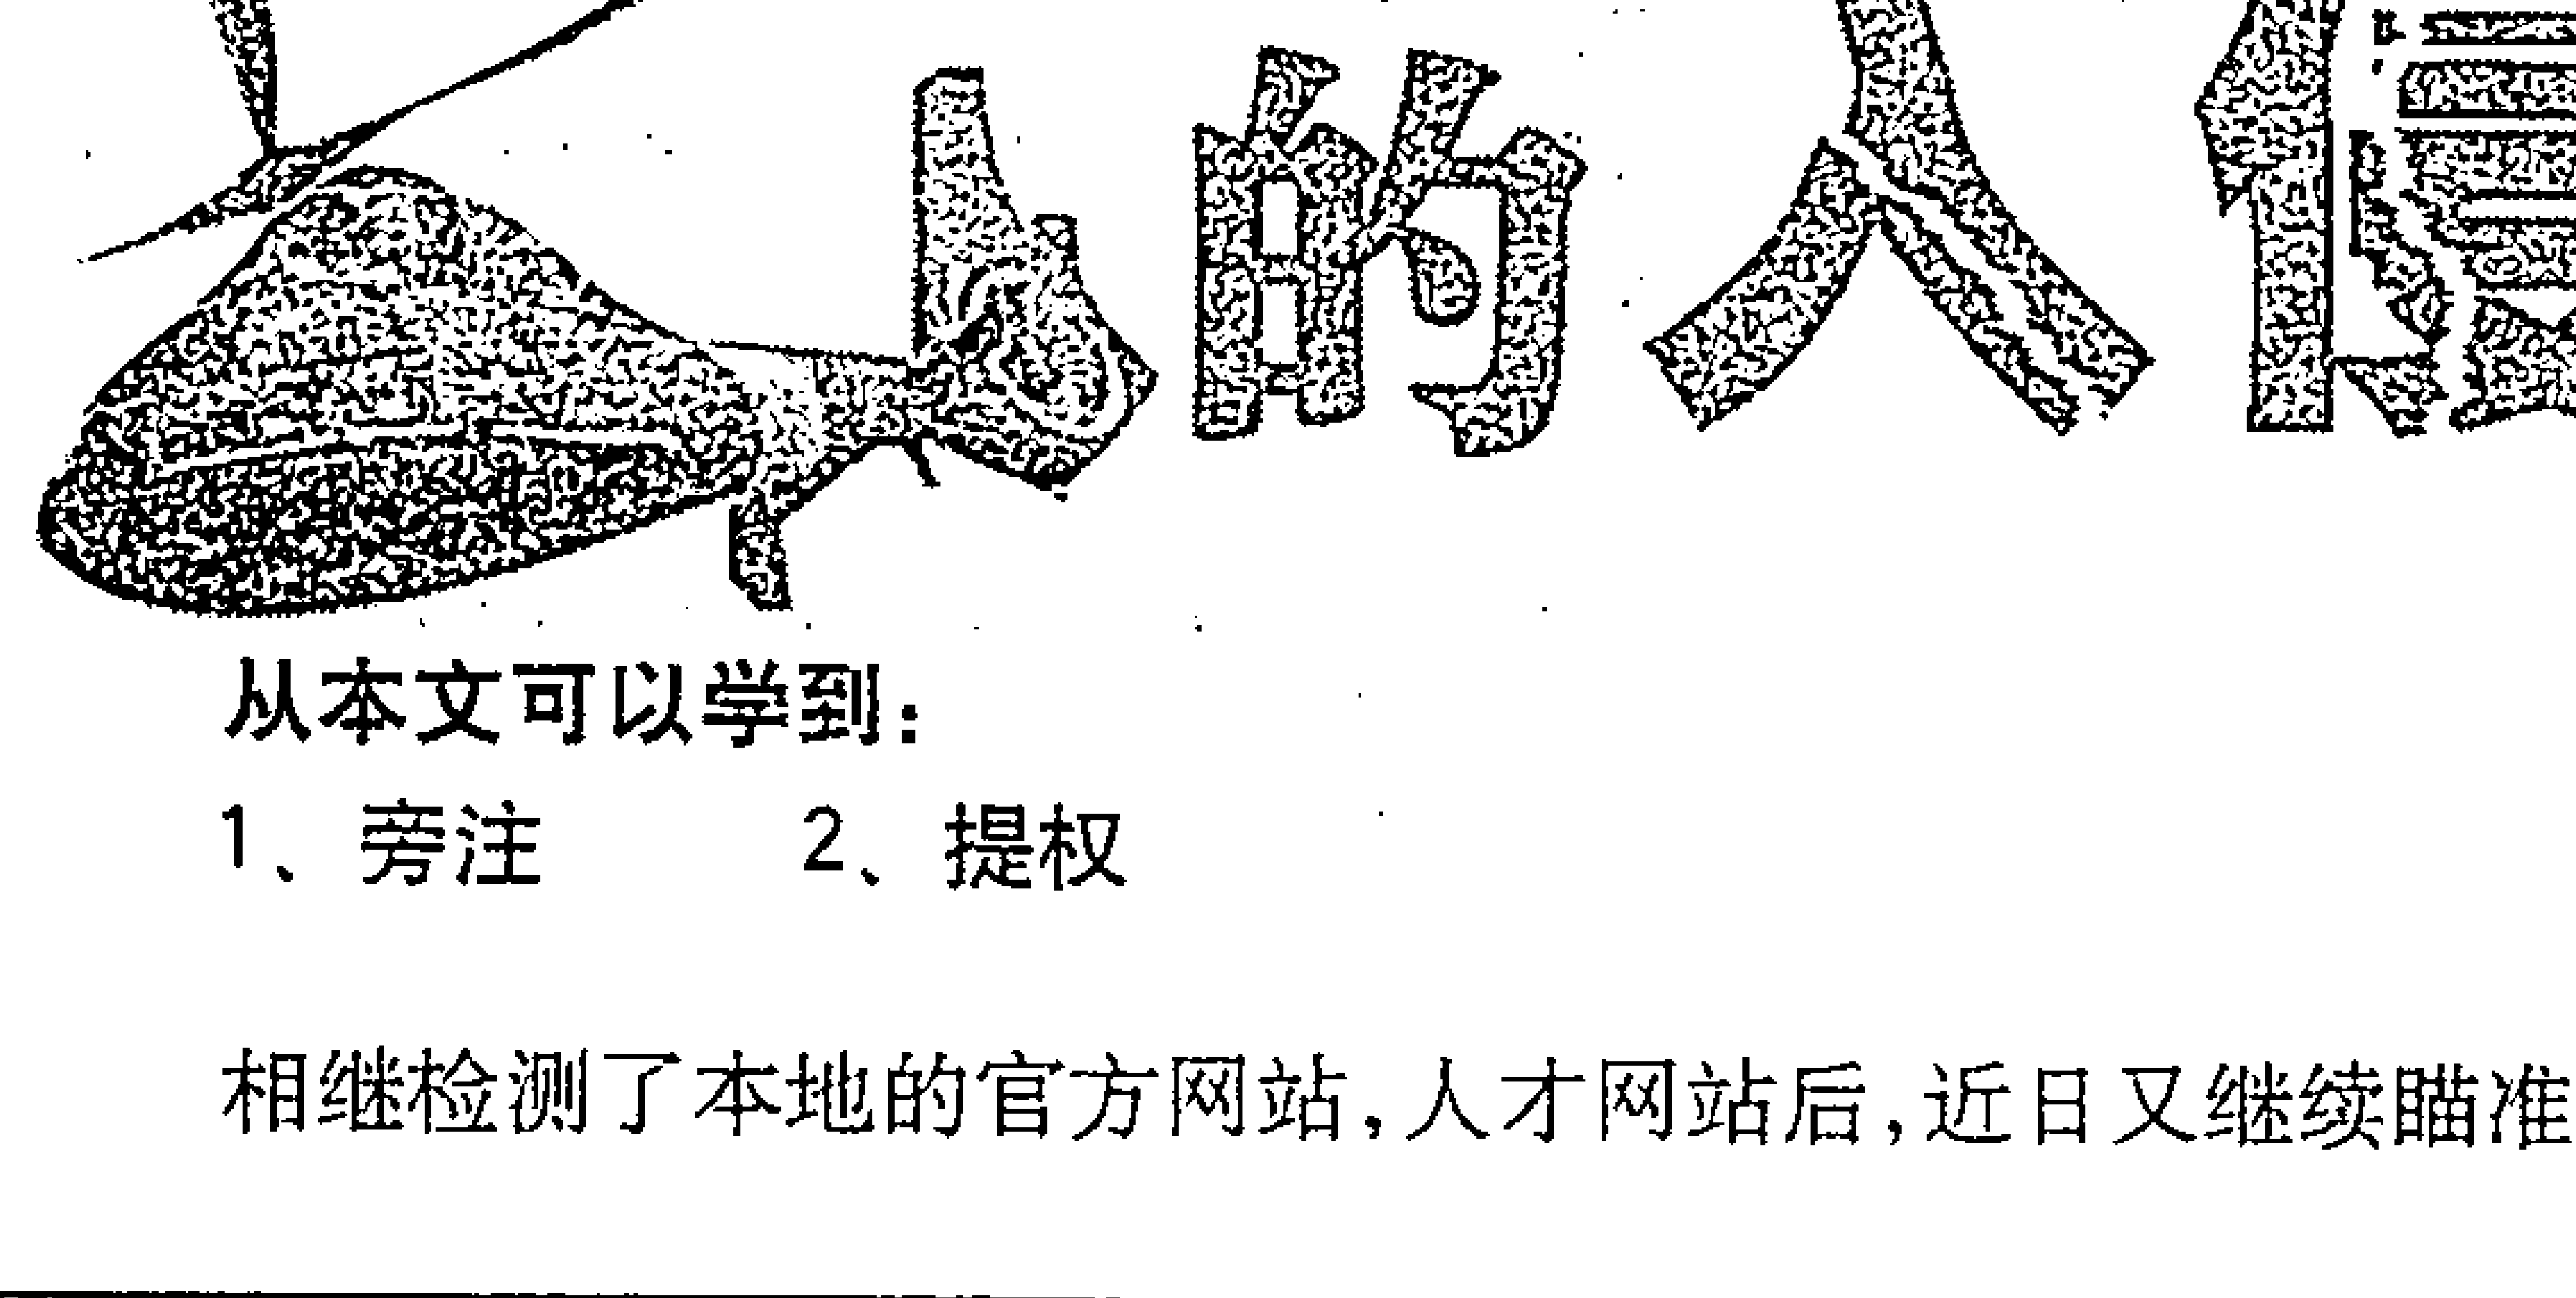 的人
从本文可以学到：
1、旁注 2、提权
相继检测了本地的官方网站，人才网站后，近日又继续瞄准